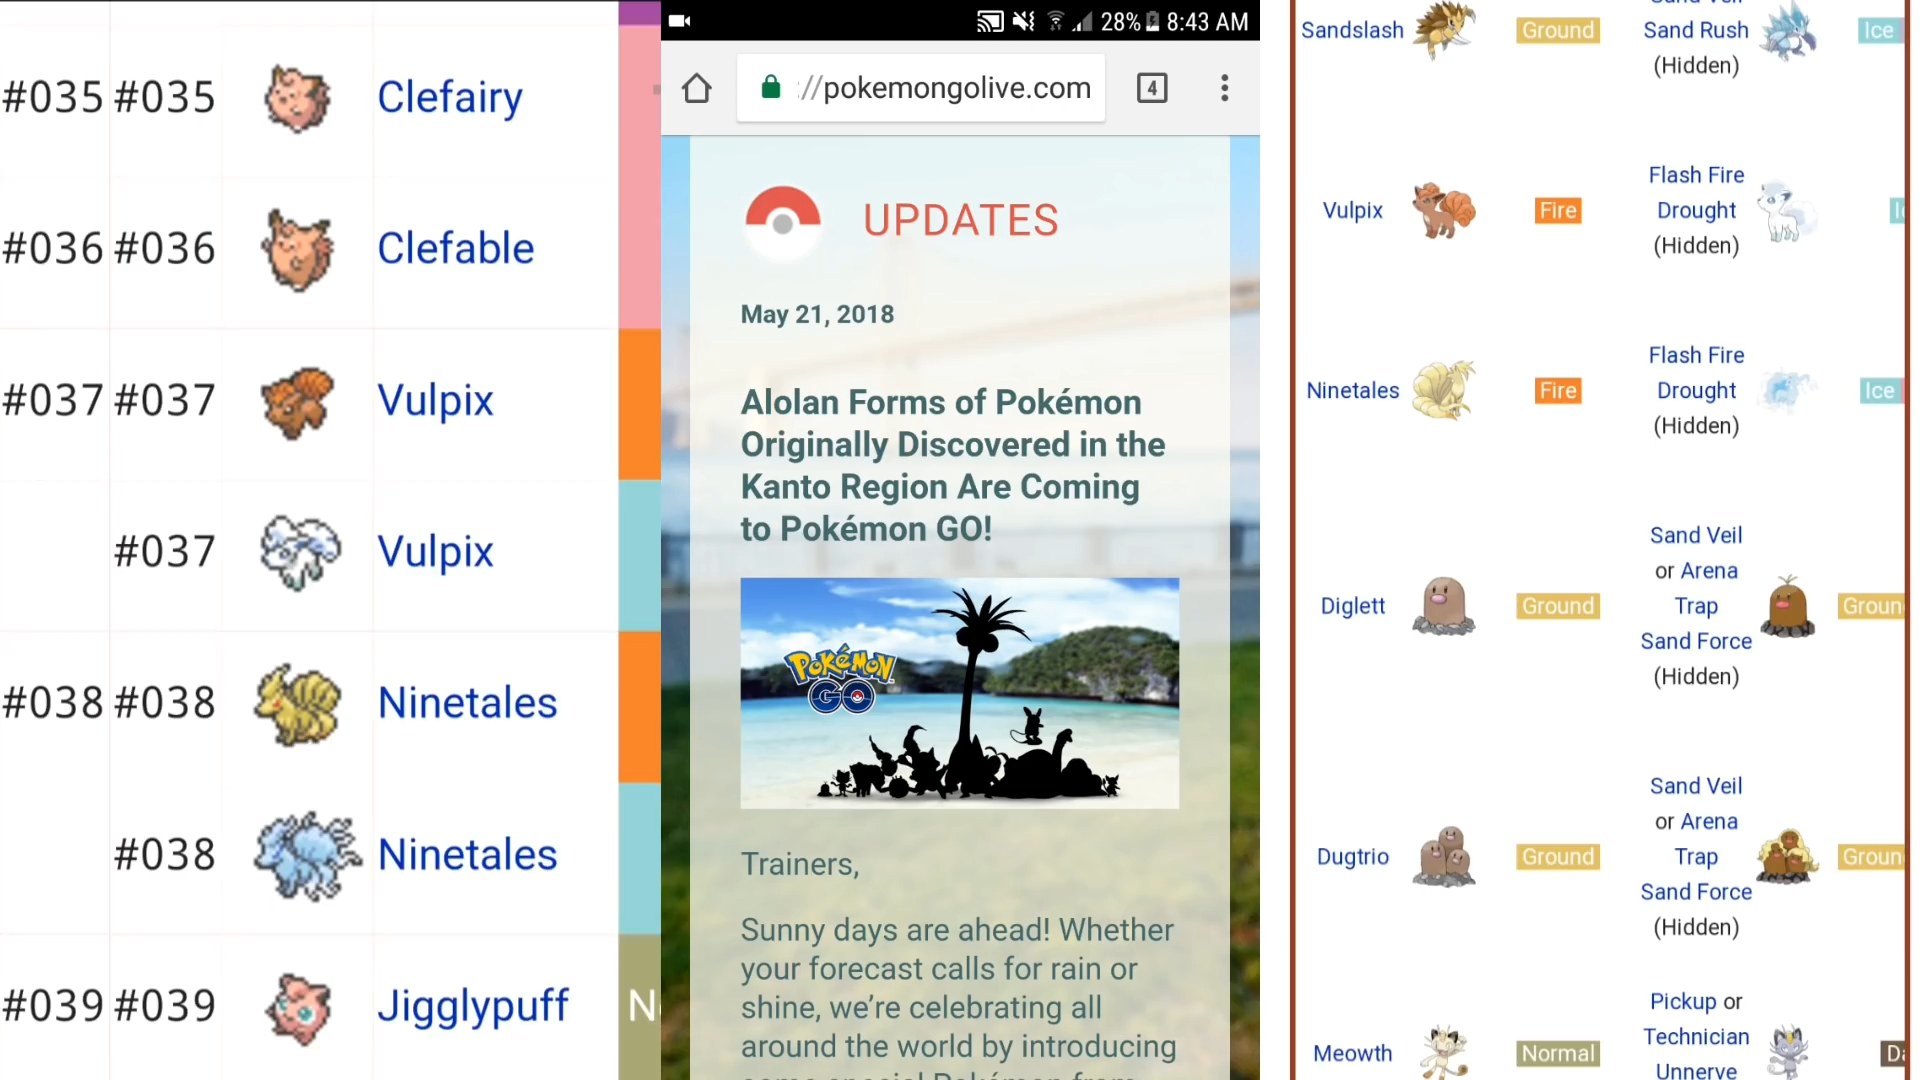 #035 #035 Clefairy
#036 #036 Clefable
#037 #037 Vulpix
#037 Vulpix
#038 #038 Ninetales
#038 Ninetales
#039 #039 Jigglypuff
28% 8:43 AM
://pokemongolive.com 4
UPDATES
May 21, 2018
Alolan Forms of Pokémon
Originally Discovered in the
Kanto Region Are Coming
to Pokémon GO!
POKÉMON
GO
Trainers,
Sunny days are ahead! Whether
your forecast calls for rain or
shine, we’re celebrating all
around the world by introducing
Sandslash Ground Sand Rush Ice
(Hidden)
Flash Fire
Vulpix Fire Drought
(Hidden)
Flash Fire
Ninetales Fire Drought Ice
(Hidden)
Sand Veil
or Arena
Diglett Ground Trap Groun
Sand Force
(Hidden)
Sand Veil
or Arena
Dugtrio Ground Trap Groun
Sand Force
(Hidden)
Pickup or
Technician
Meowth Normal Unnerve